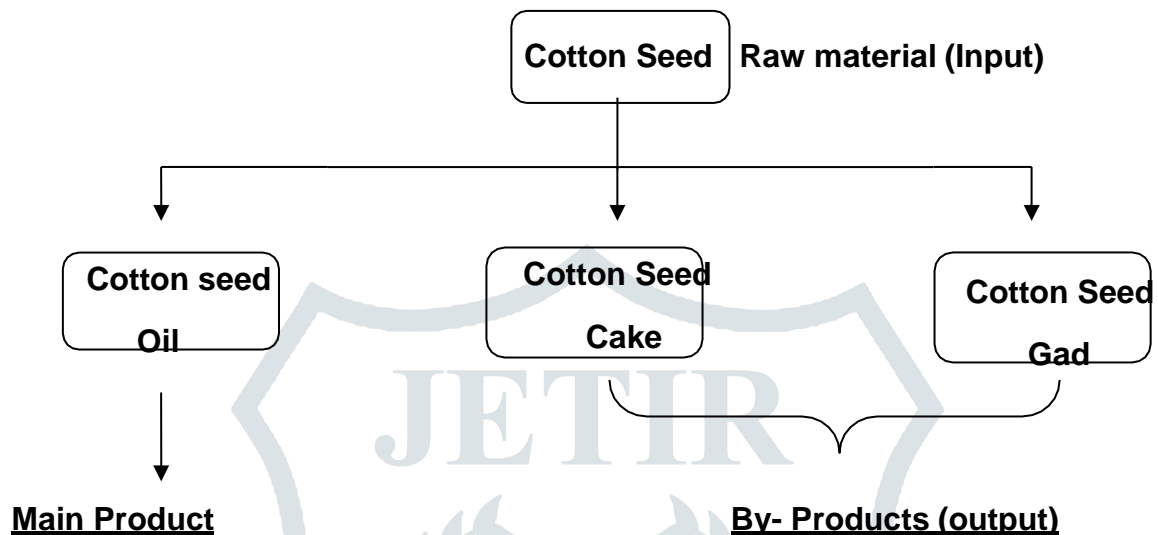 Cotton Seed Raw material (Input)
Cotton seed
Oil
Cotton Seed
Cake
Cotton Seed
Gad
JETIR
Main Product
By- Products (output)